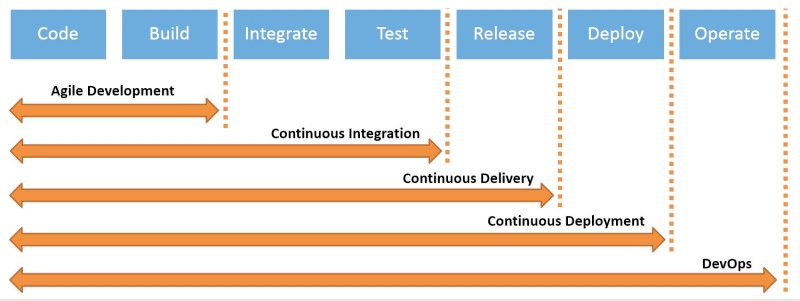 Code Build Integrate Test Release Deploy Operate
Agile Development
Continuous Integration
Continuous Delivery
Continuous Deployment
DevOps